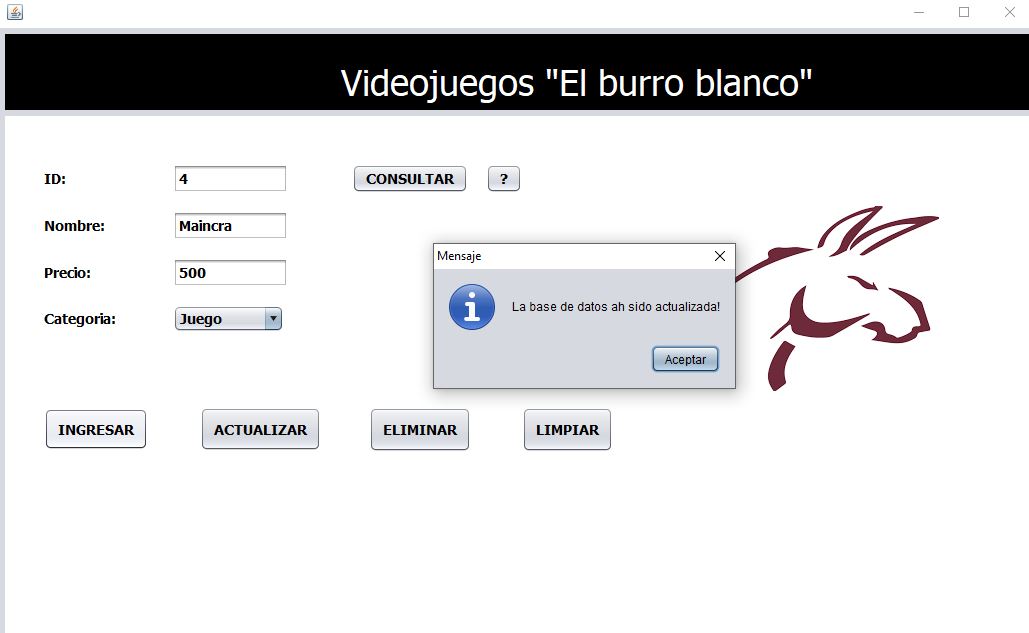 Videojuegos "El burro blanco"
ID: 4 CONSULTAR ?
Nombre: Maincra
Mensaje
Precio: 500
La base de datos ah sido actualizada!
Categoria: Juego
Aceptar
INGRESAR ACTUALIZAR ELIMINAR LIMPIAR